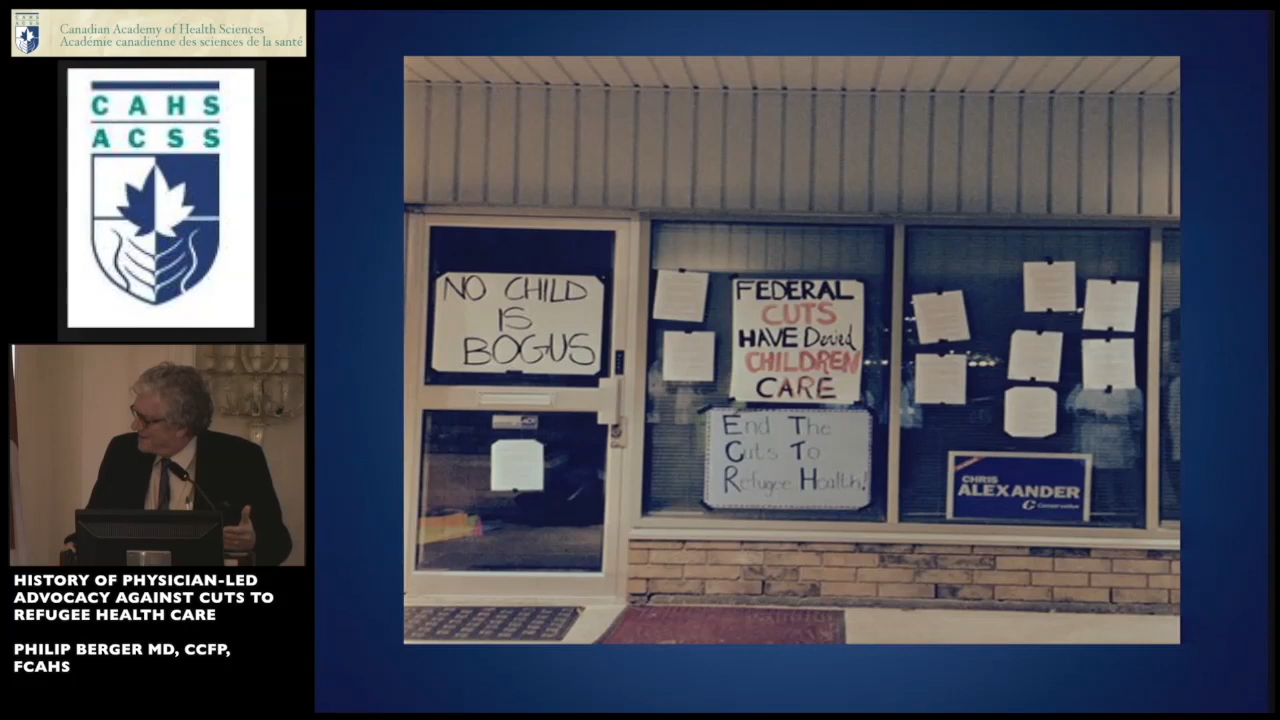 Canadian Academy of Health Sciences
Académie canadienne des sciences de la santé
CAHS
ACSS
HISTORY OF PHYSICIAN-LED
ADVOCACY AGAINST CUTS TO
REFUGEE HEALTH CARE
PHILIP BERGER MD, CCFP,
FCAHS
NO CHILD
IS
BOGUS
FEDERAL
CUTS
HAVE Denied
CHILDREN
CARE
End The
Cuts To
Refugee Health!
CHRIS
ALEXANDER
Conservative